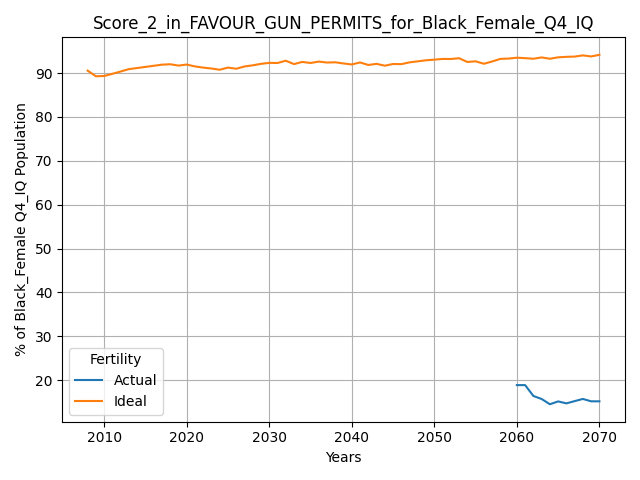 Score_2_in_FAVOUR_GUN_PERMITS_for_Black_Female_Q4_IQ
% of Black_Female Q4_IQ Population
90
80
70
60
50
40
30
20
Fertility
Actual
Ideal
2010 2020 2030 2040 2050 2060 2070
Years